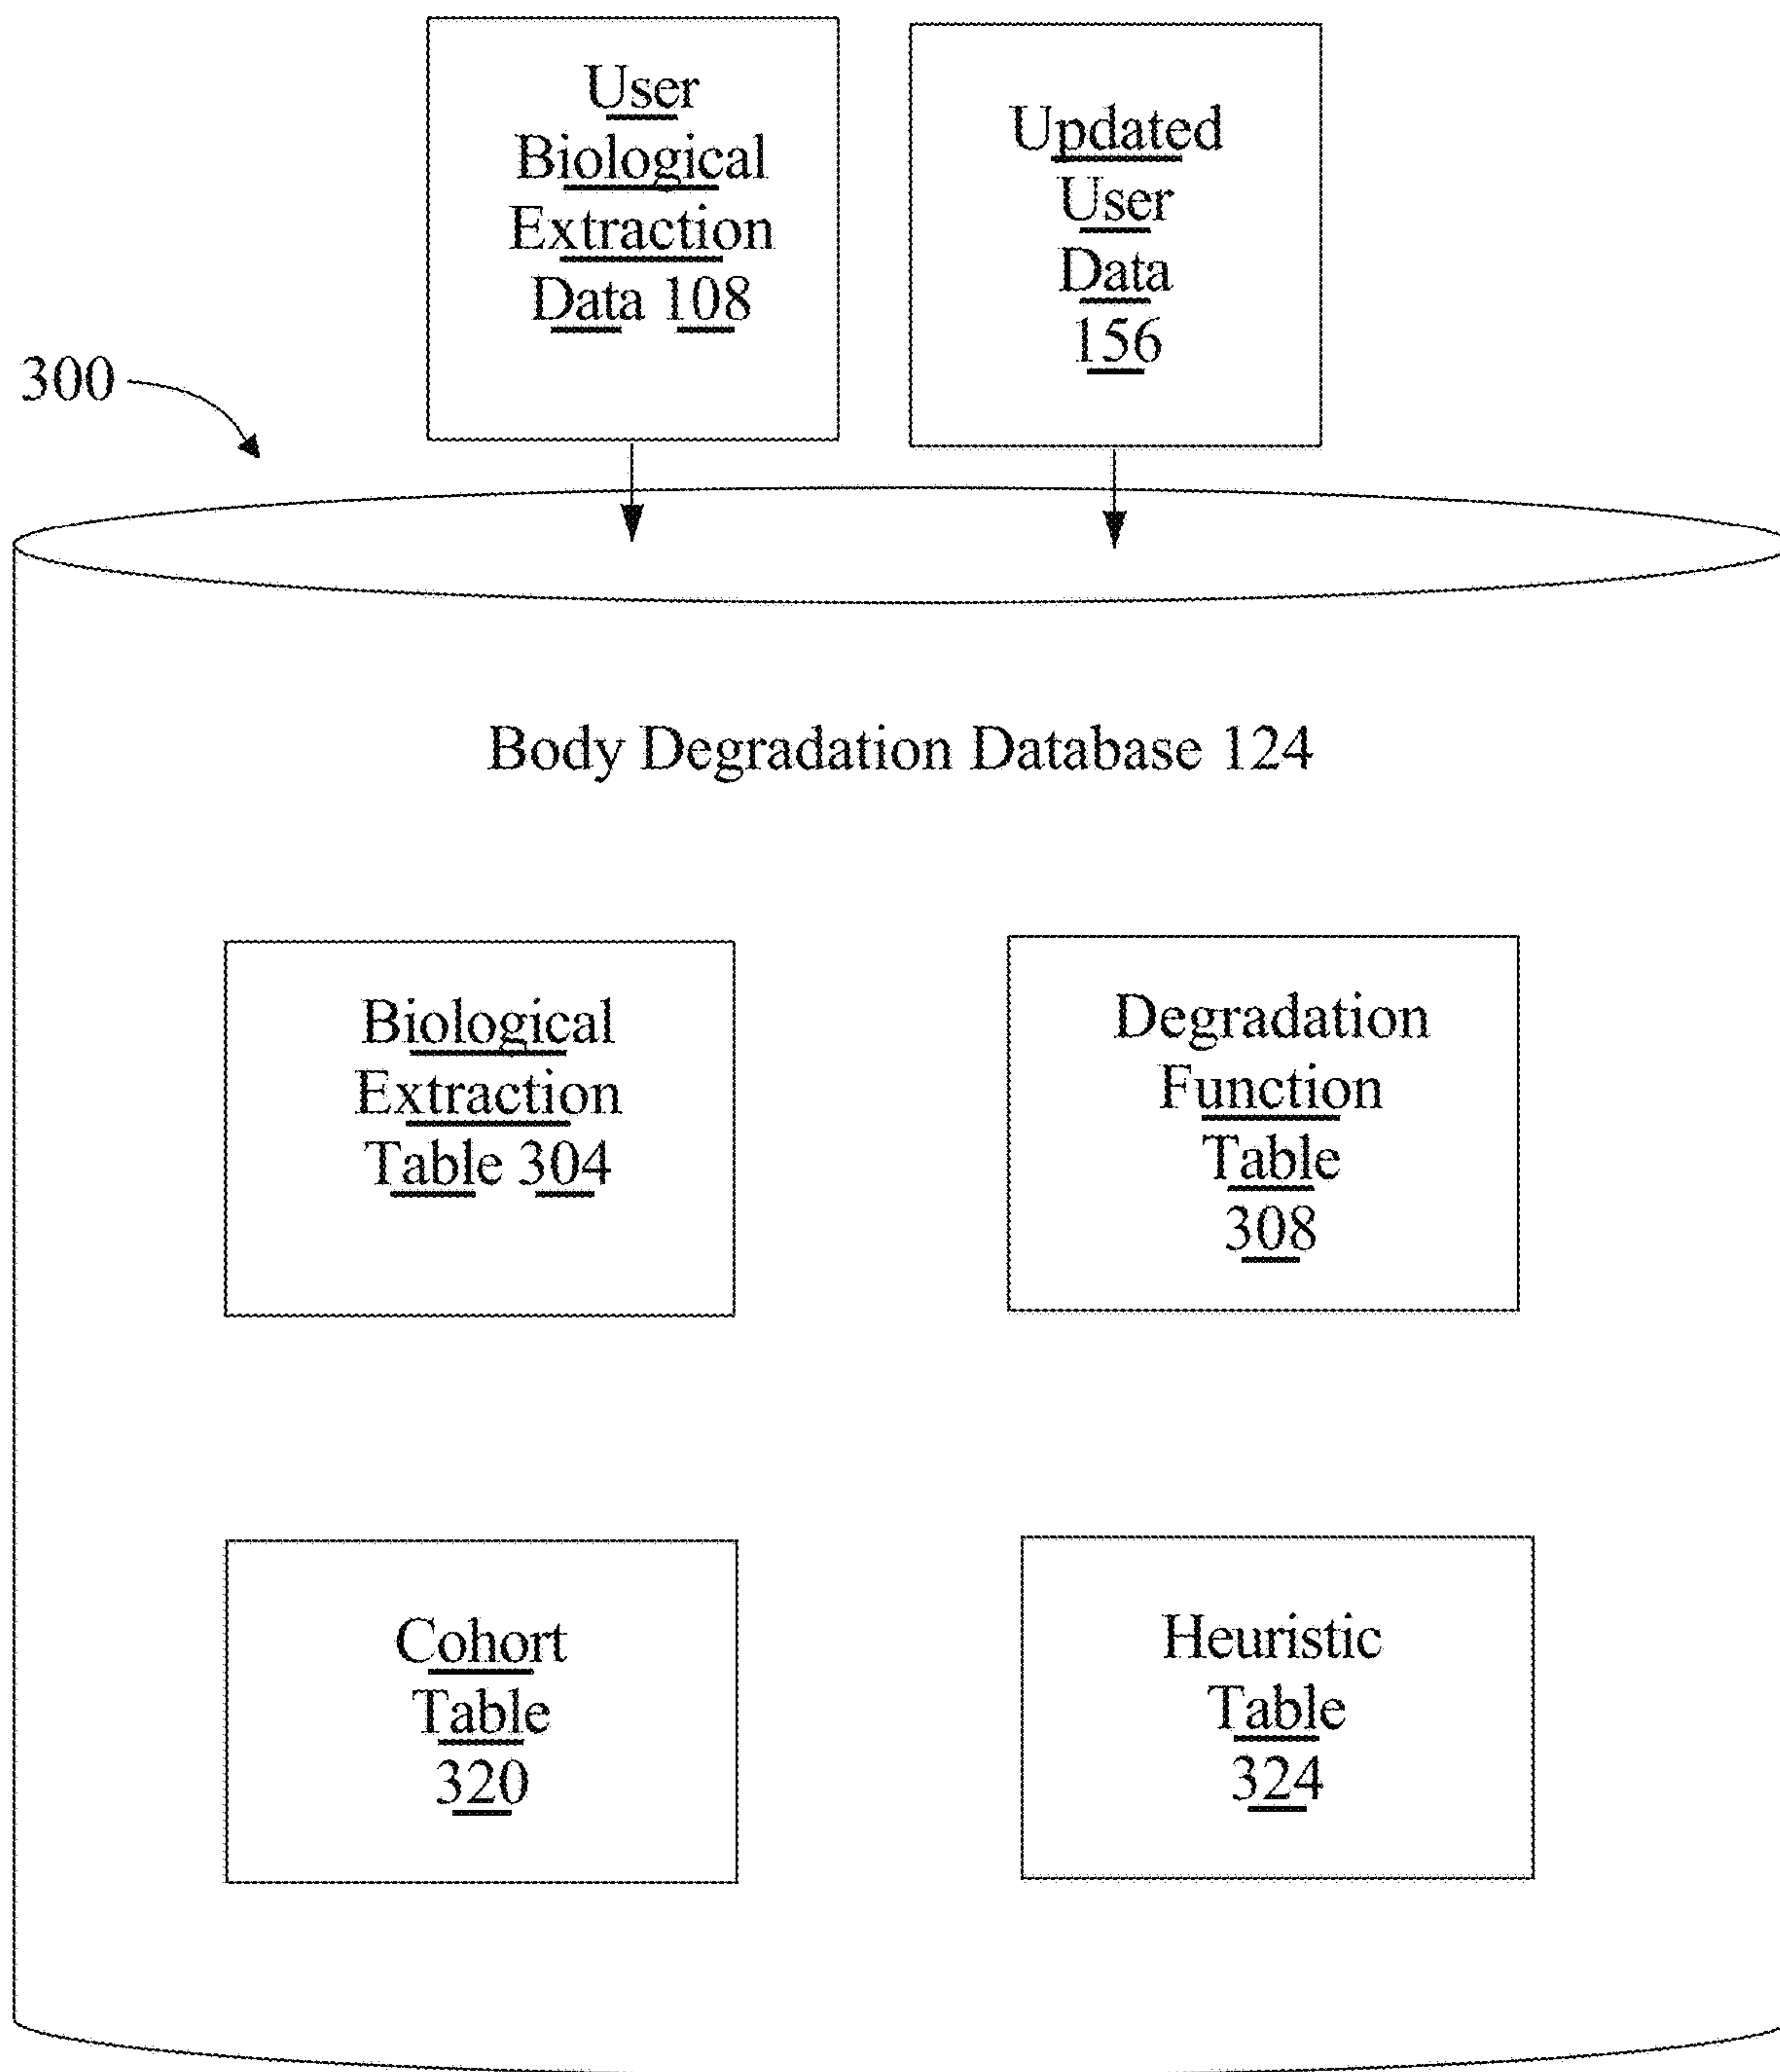 User
Biological
Extraction
Data 108
Updated
User
Data
156
300
Body Degradation Database 124
Biological
Extraction
Table 304
Degradation
Function
Table
308
Cohort
Table
320
Heuristic
Table
324